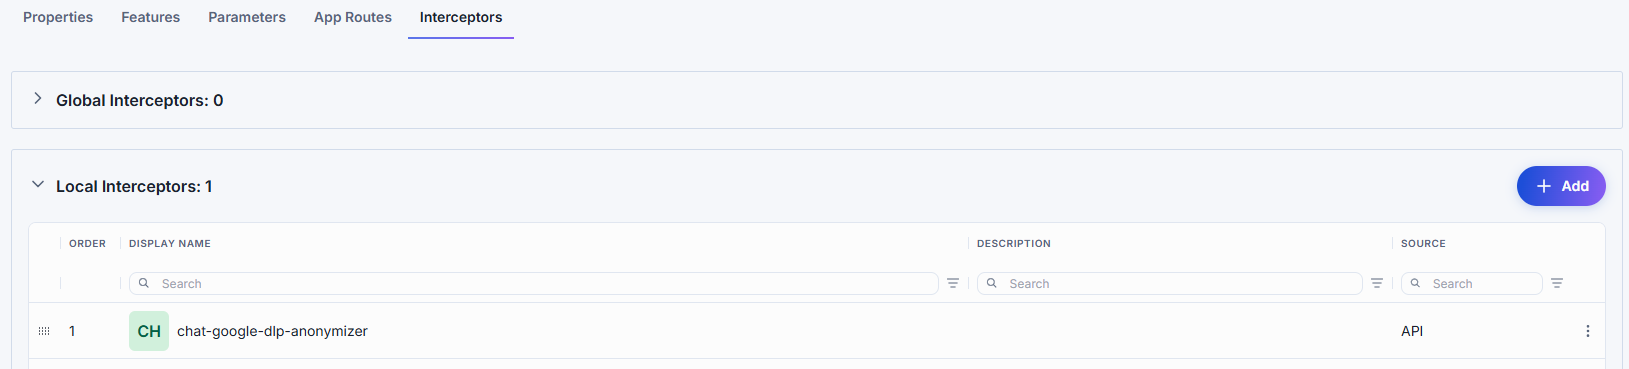 Properties Features Parameters App Routes Interceptors
Global Interceptors: 0
Local Interceptors: 1
Add
ORDER DISPLAY NAME DESCRIPTION SOURCE
Search Search Search
1 CH chat-google-dlp-anonymizer API